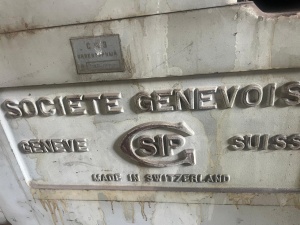 SOCIETE GENEVOIS
GENEVE SIP SUISS
MADE IN SWITZERLAND